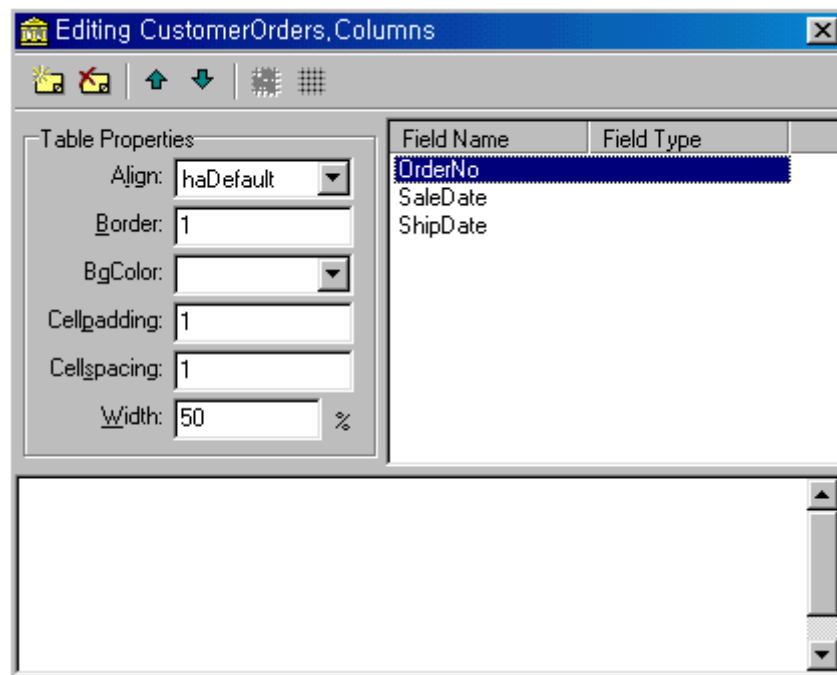 Editing CustomerOrders,Columns
Table Properties
Align: haDefault
Border: 1
BgColor:
Cellpadding: 1
Cellspacing: 1
Width: 50 %
Field Name Field Type
OrderNo
SaleDate
ShipDate